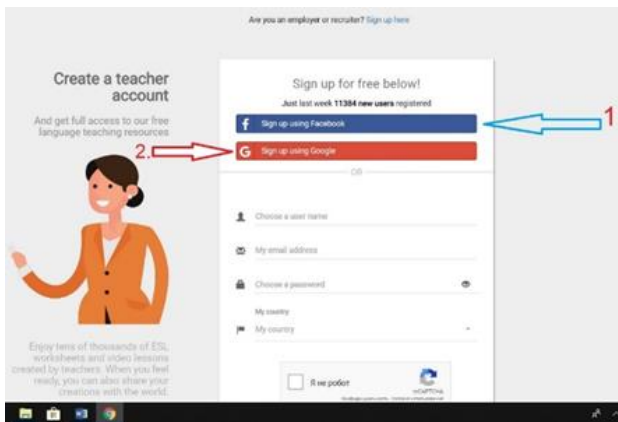 Are you an employer or recruiter? Sign up here
Create a teacher account
And get full access to our free
language teaching resources
Enjoy tens of thousands of ESL
worksheets and video lessons
created by teachers. When you feel
ready, you can also share your
creations with the world.
Sign up for free below!
Just last week 11384 new users registered
Sign up using Facebook
1
2.
Sign up using Google
OR
Choose a user name
My email address
Choose a password
My country
My country
Я не робот
reCAPTCHA